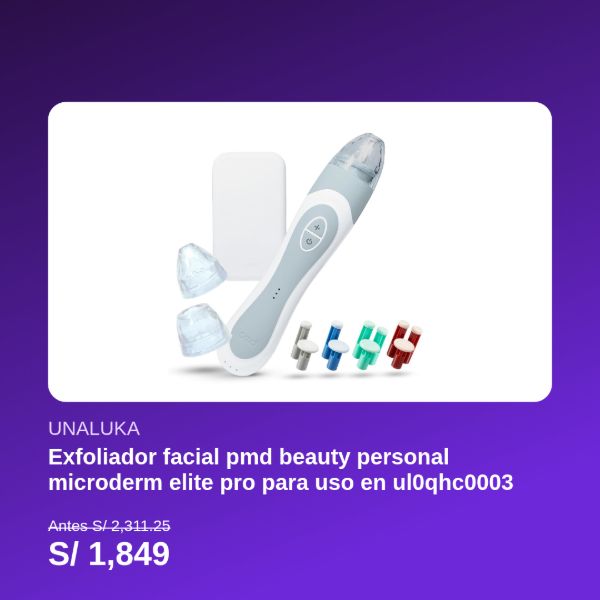 UNALUKA
Exfoliador facial pmd beauty personal
microderm elite pro para uso en ul0qhc0003
Antes S/ 2,311.25
S/ 1,849